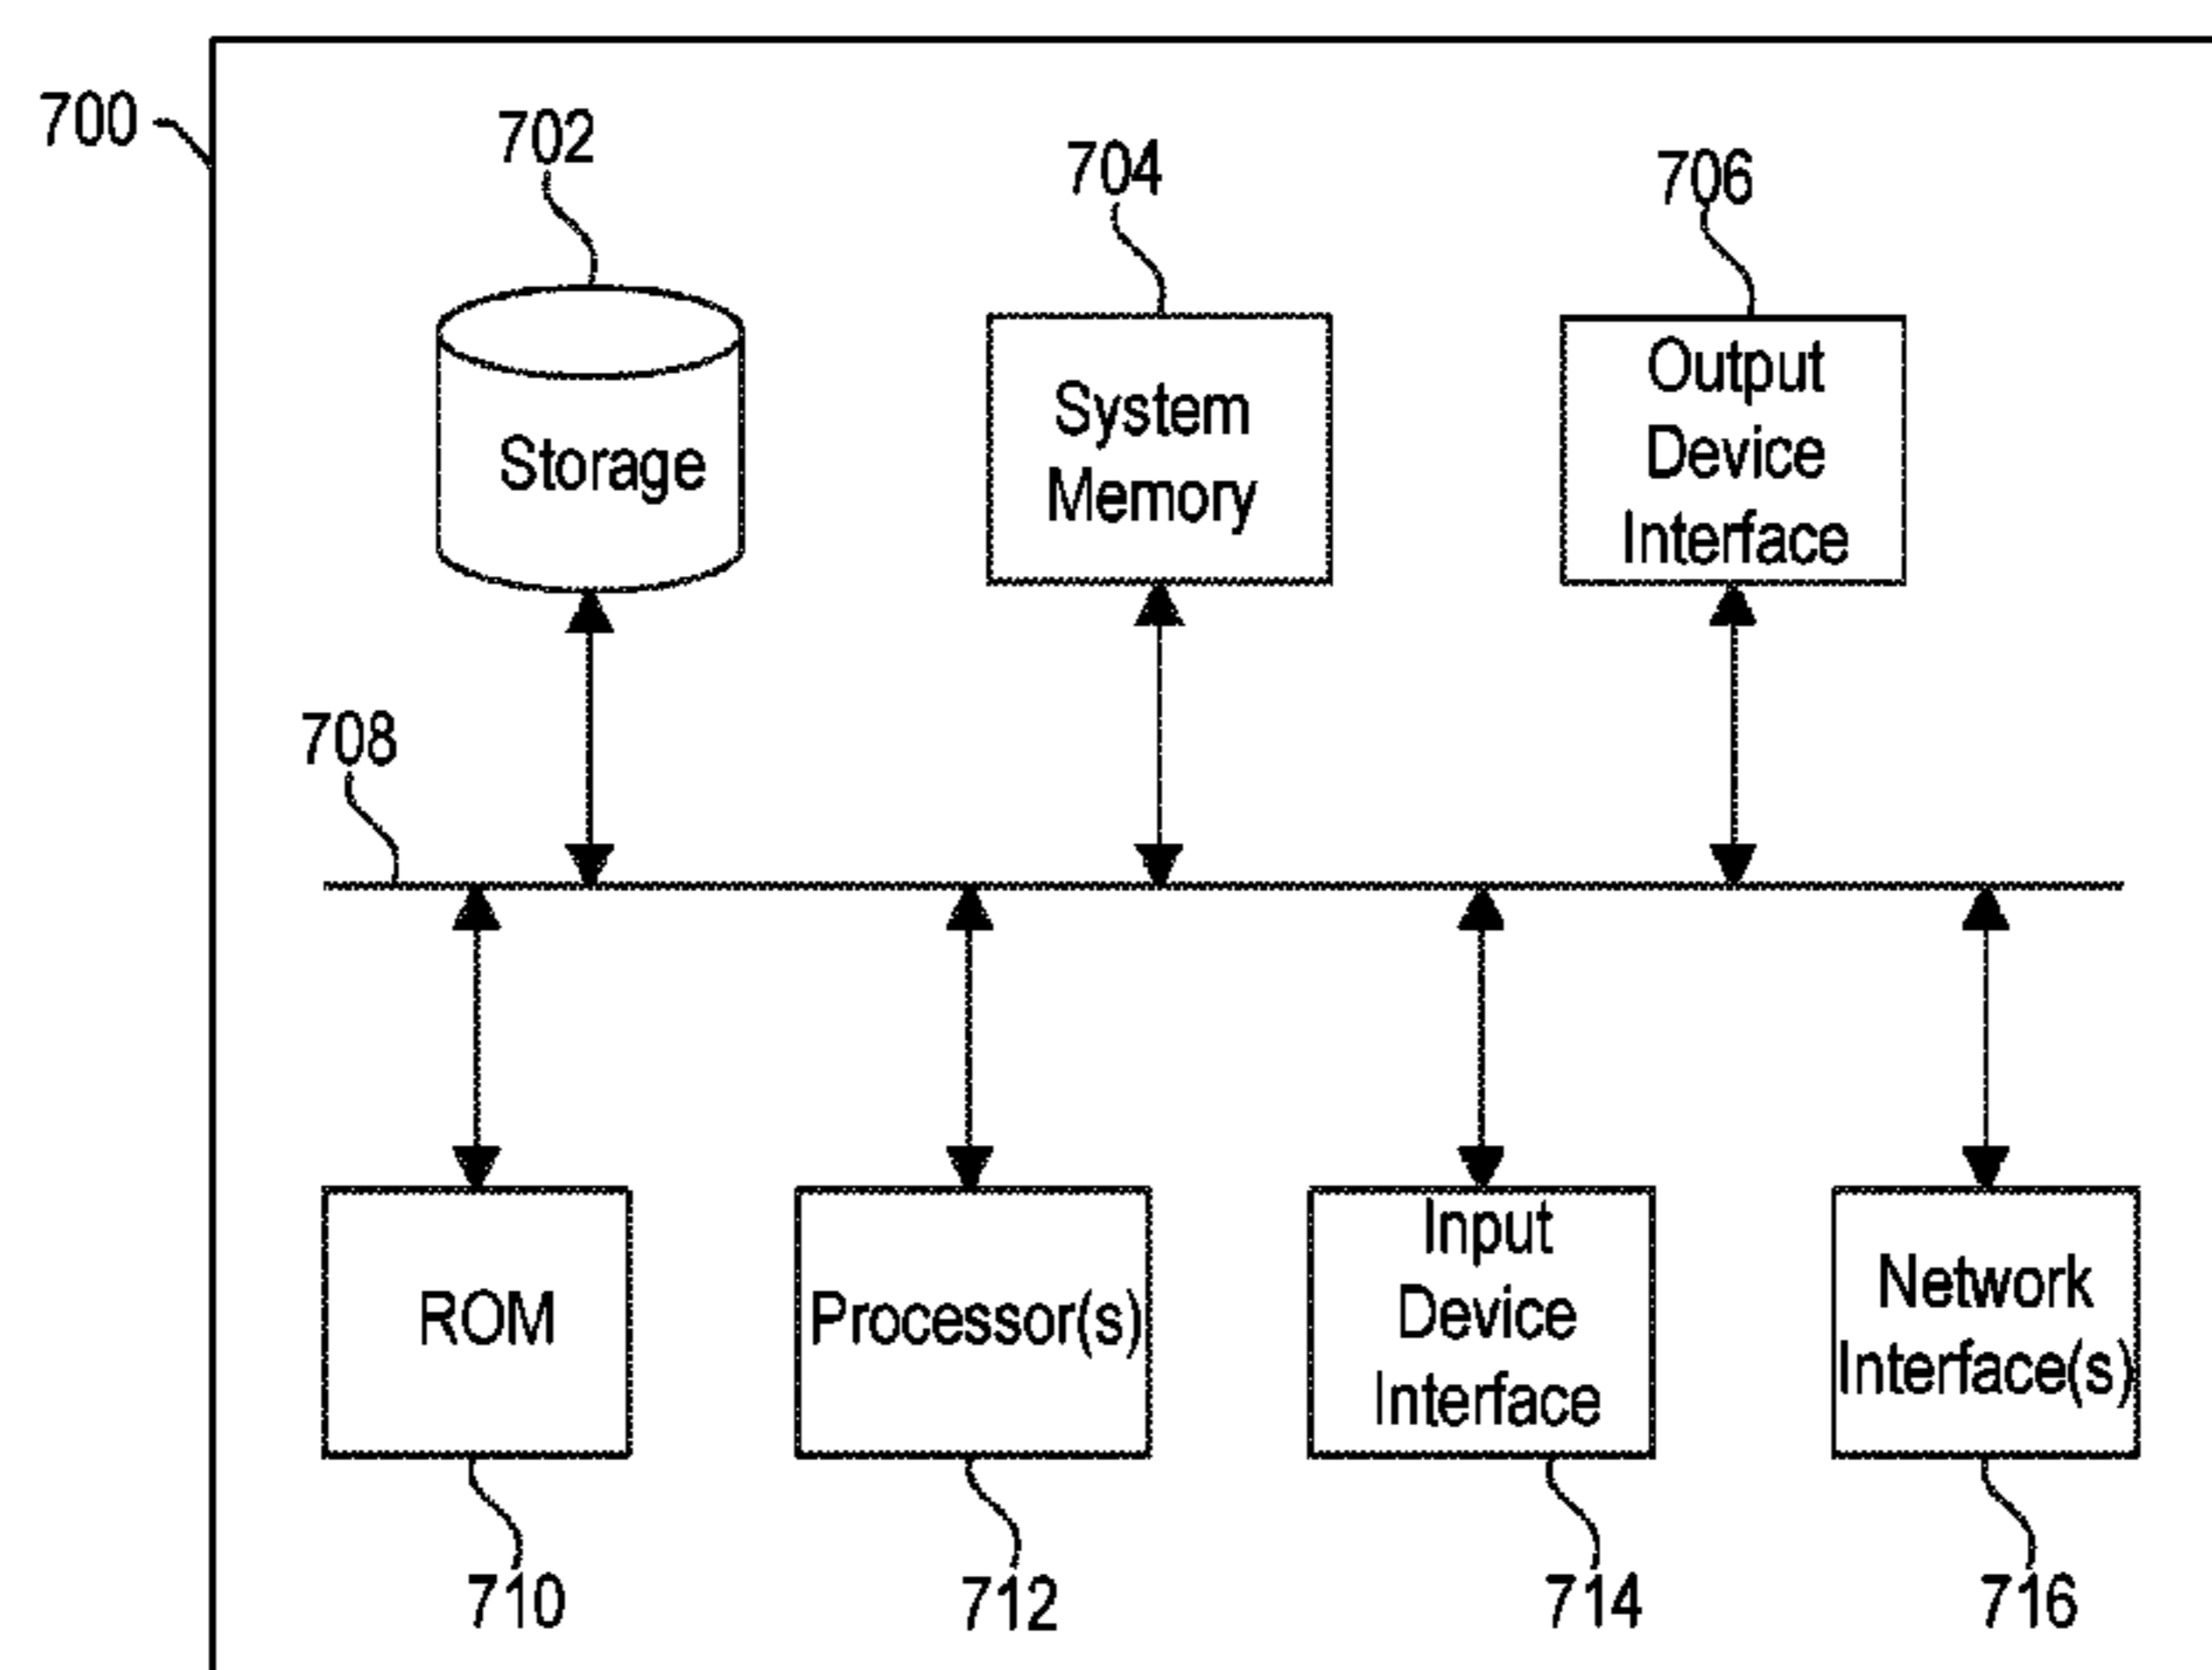 700
702
704
706
Storage
System
Memory
Output
Device
Interface
708
ROM
Processor(s)
Input
Device
Interface
Network
Interface(s)
710
712
714
716